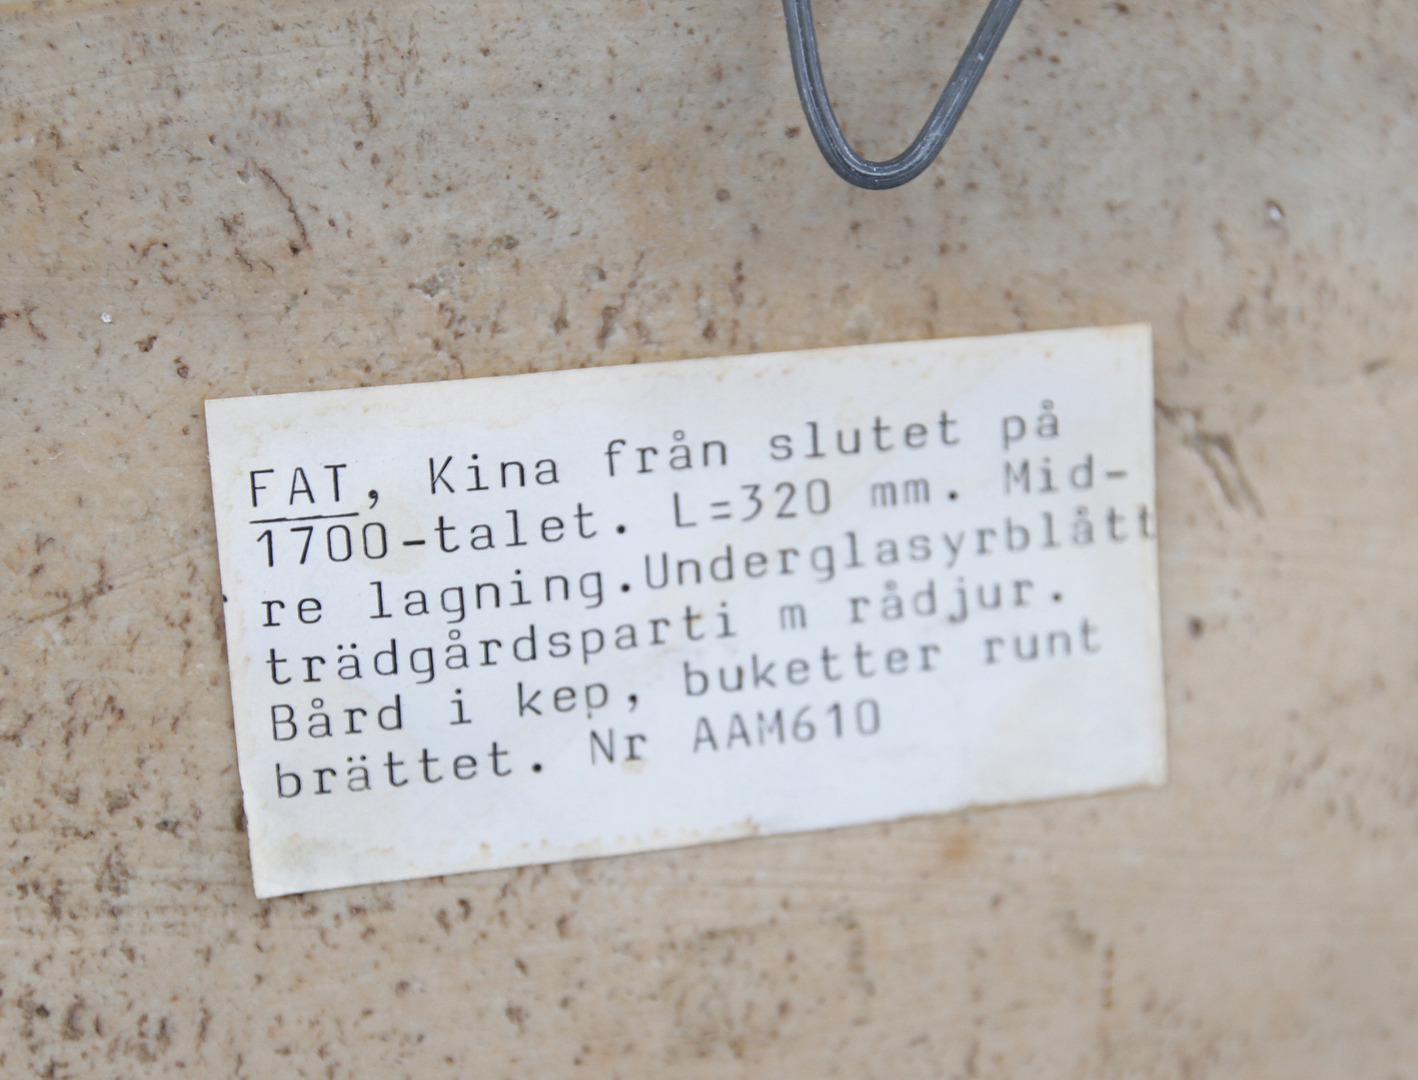 FAT, Kina från slutet på
1700-talet. L=320 mm. Mid-
re lagning.Underglasyrblått
trädgårdsparti m rådjur.
Bård i kep, buketter runt
brättet. Nr AAM610